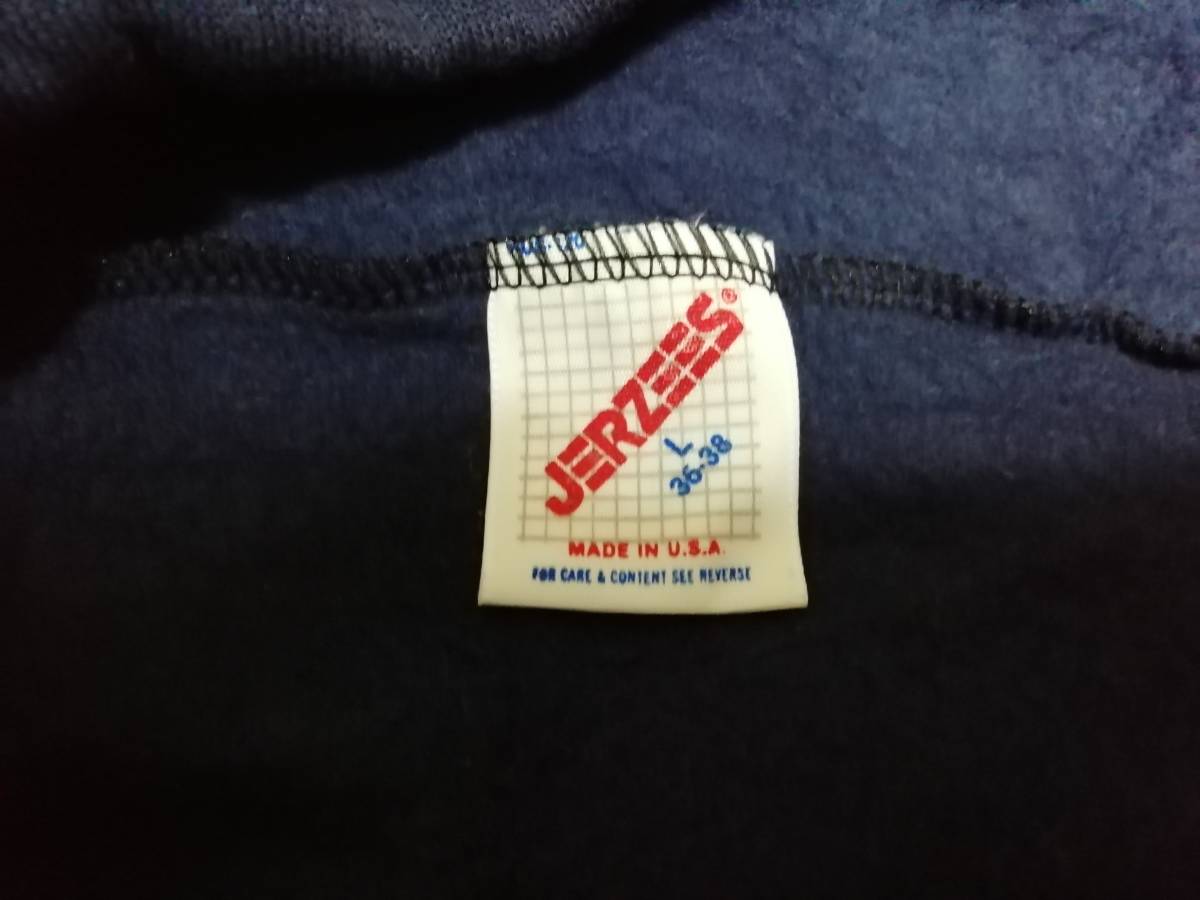 JERZEES®
L
36-38
MADE IN U.S.A.
FOR CARE & CONTENT SEE REVERSE